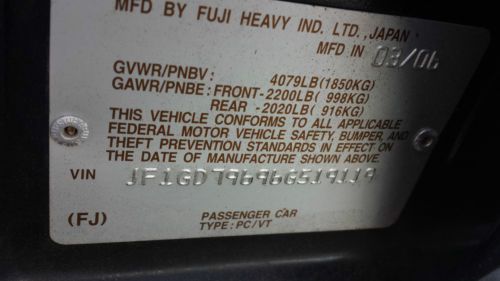 MFD BY FUJI HEAVY IND. LTD., JAPAN
MFD IN 03/06
GVWR/PNBV: 4079LB(1850KG)
GAWR/PNBE: FRONT-2200LB( 998KG)
REAR -2020LB( 916KG)
THIS VEHICLE CONFORMS TO ALL APPLICABLE
FEDERAL MOTOR VEHICLE SAFETY, BUMPER, AND
THEFT PREVENTION STANDARDS IN EFFECT ON
THE DATE OF MANUFACTURE SHOWN ABOVE.
VIN JF1GD79696G519119
(FJ) PASSENGER CAR
TYPE: PC/VT